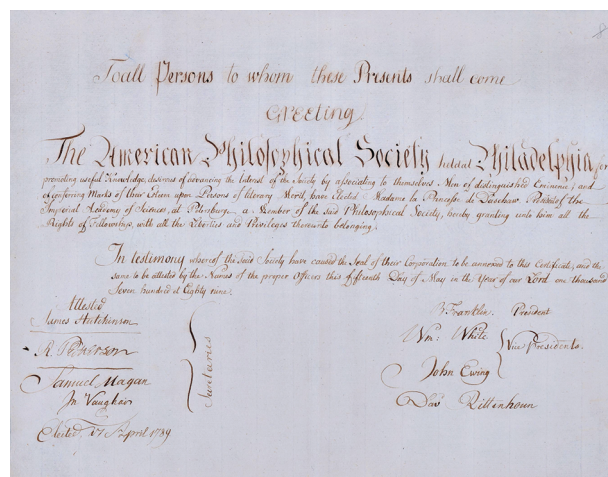 8
To all Persons to whom these Presents shall come
Greeting.
The American Philosophical Society held at Philadelphia for
promoting useful Knowledge, desirous of advancing the Interest of the Society by associating to themselves Men of distinguished Eminence, and
of conferring Marks of their Esteem upon Persons of literary Merit, have Elected Madame la Princesse de Daschaw. Président of the
Imperial Academy of Sciences, at Petersburgh a Member of the said Philosophical Society, hereby granting unto him all the
Rights of Fellowship, with all the Liberties and Privileges thereunto belonging.
In testimony whereof the said Society have caused the Seal of their Corporation to be annexed to this Certificate, and the
same to be attested by the Names of the proper Officers this fifteenth Day of May in the Year of our Lord one thousand
Seven hundred et Eighty nine.
Attested
James Hutchinson
R. Patterson
Samuel Magaw
Jn. Vaughan
Secretaries
Elected 17 April 1789
B. Franklin. President
Wm: White
John Ewing
Vice Presidents.
Dav Rittenhoun